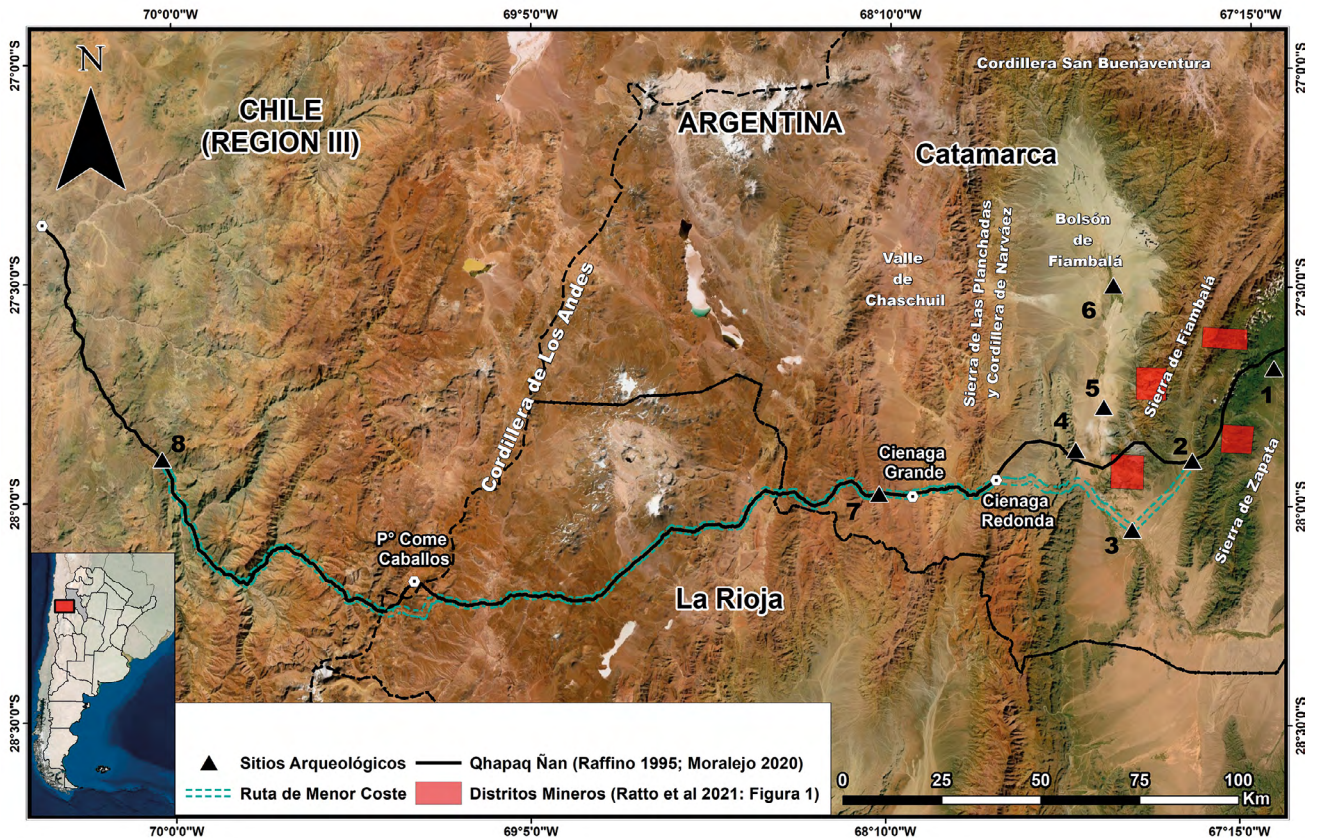 70°0'0"W
69°5'0"W
68°10'0"W
67°15'0"W
27°0'0"S
27°0'0"S
N
CHILE
(REGION III)
ARGENTINA
Cordillera San Buenaventura
Catamarca
Bolsón
de
Fiambalá
Valle
de
Chaschuil
Sierra de Las Planchadas
y Cordillera de Narváez
27°30'0"S
27°30'0"S
6
Sierra de Fiambalá
Cordillera de Los Andes
1
5
4
2
8
Cienaga
Grande
7
Cienaga
Redonda
3
Sierra de Zapata
28°0'0"S
28°0'0"S
P° Come
Caballos
La Rioja
28°30'0"S
28°30'0"S
Sitios Arqueológicos
Qhapaq Ñan (Raffino 1995; Moralejo 2020)
Ruta de Menor Coste
Distritos Mineros (Ratto et al 2021: Figura 1)
0 25 50 75 100
Km
70°0'0"W
69°5'0"W
68°10'0"W
67°15'0"W